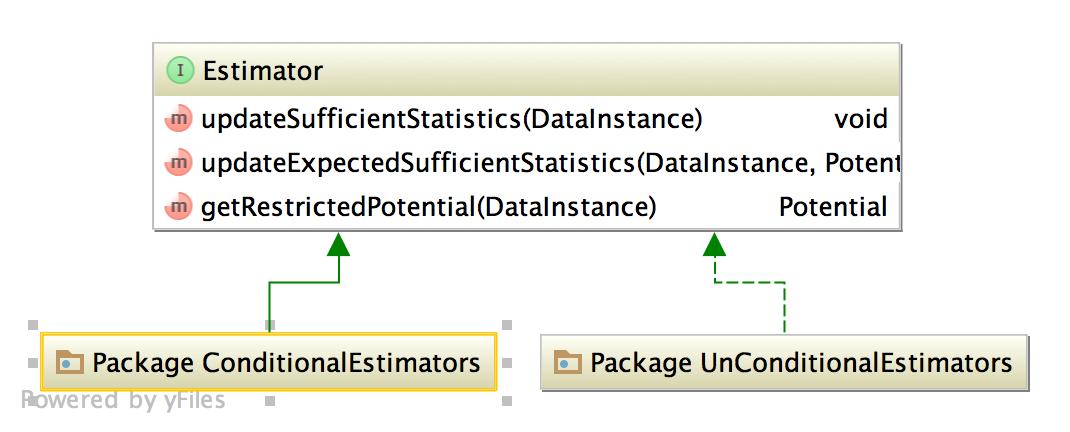 I Estimator
m updateSufficientStatistics(DataInstance) void
m updateExpectedSufficientStatistics(DataInstance, Potent
m getRestrictedPotential(DataInstance) Potential
Package ConditionalEstimators
Package UnConditionalEstimators
Powered by yFiles